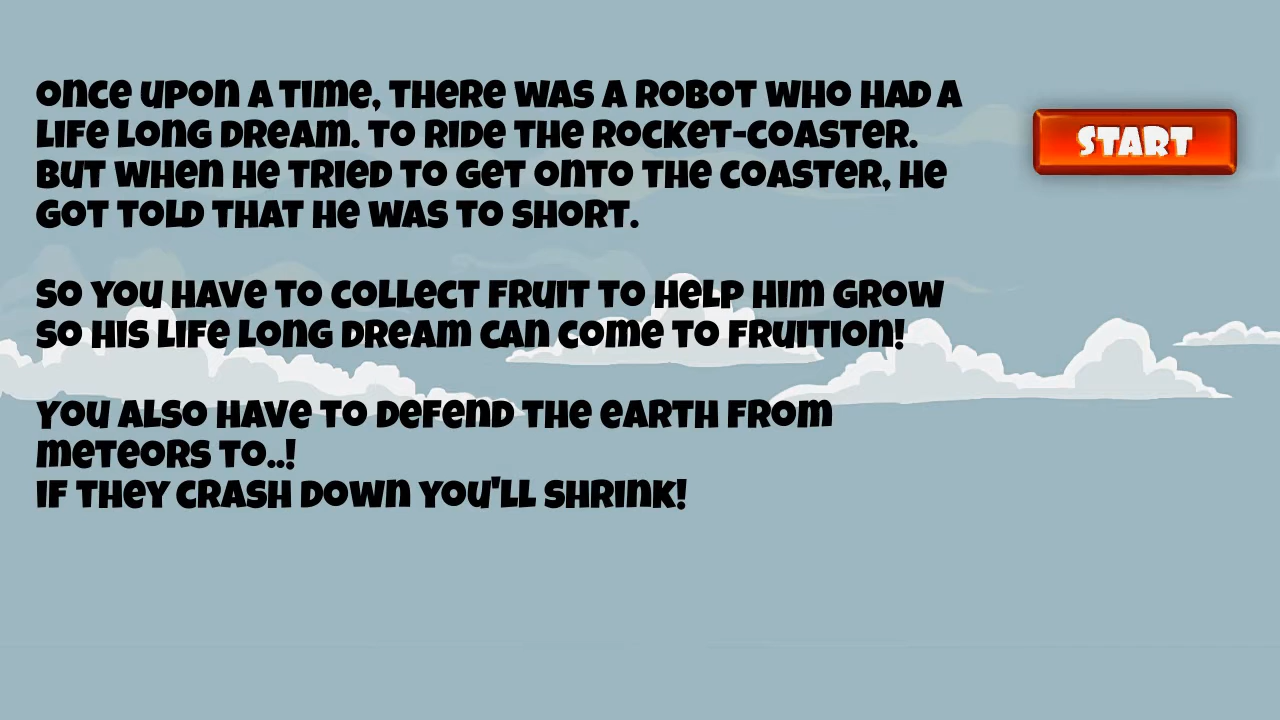 Once upon a time, there was a robot who had a
life long dream. To ride the rocket-coaster.
But when he tried to get onto the coaster, he
got told that he was to short.
So you have to collect fruit to help him grow
so his life long dream can come to fruition!
You also have to defend the earth from
meteors to..!
If they crash down you'll shrink!
START